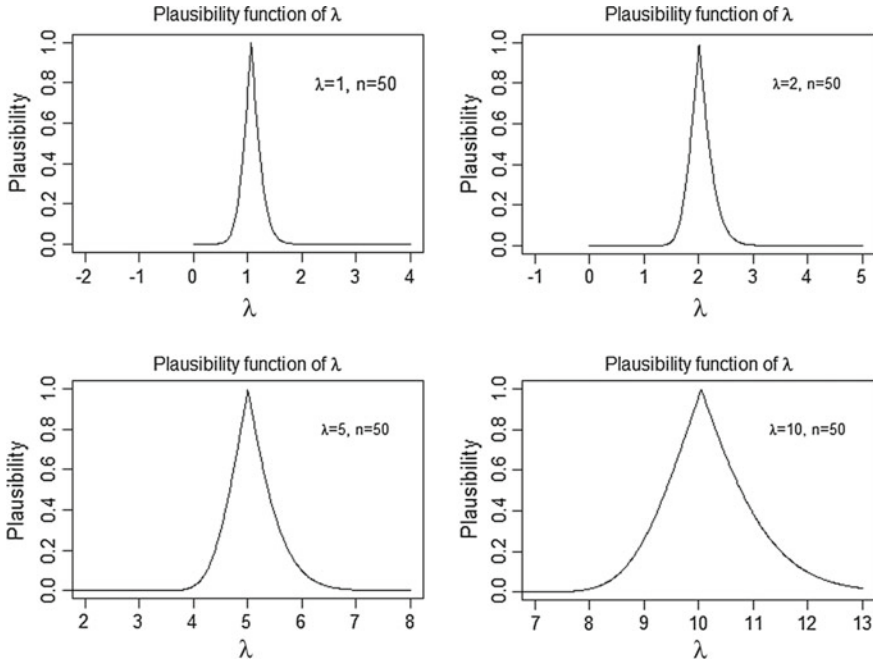 Plausibility function of λ
Plausibility
1.0
0.8
0.6
0.4
0.2
0.0
λ=1, n=50
-2 -1 0 1 2 3 4
λ
Plausibility function of λ
Plausibility
1.0
0.8
0.6
0.4
0.2
0.0
λ=2, n=50
-1 0 1 2 3 4 5
λ
Plausibility function of λ
Plausibility
1.0
0.8
0.6
0.4
0.2
0.0
λ=5, n=50
2 3 4 5 6 7 8
λ
Plausibility function of λ
Plausibility
1.0
0.8
0.6
0.4
0.2
0.0
λ=10, n=50
7 8 9 10 11 12 13
λ